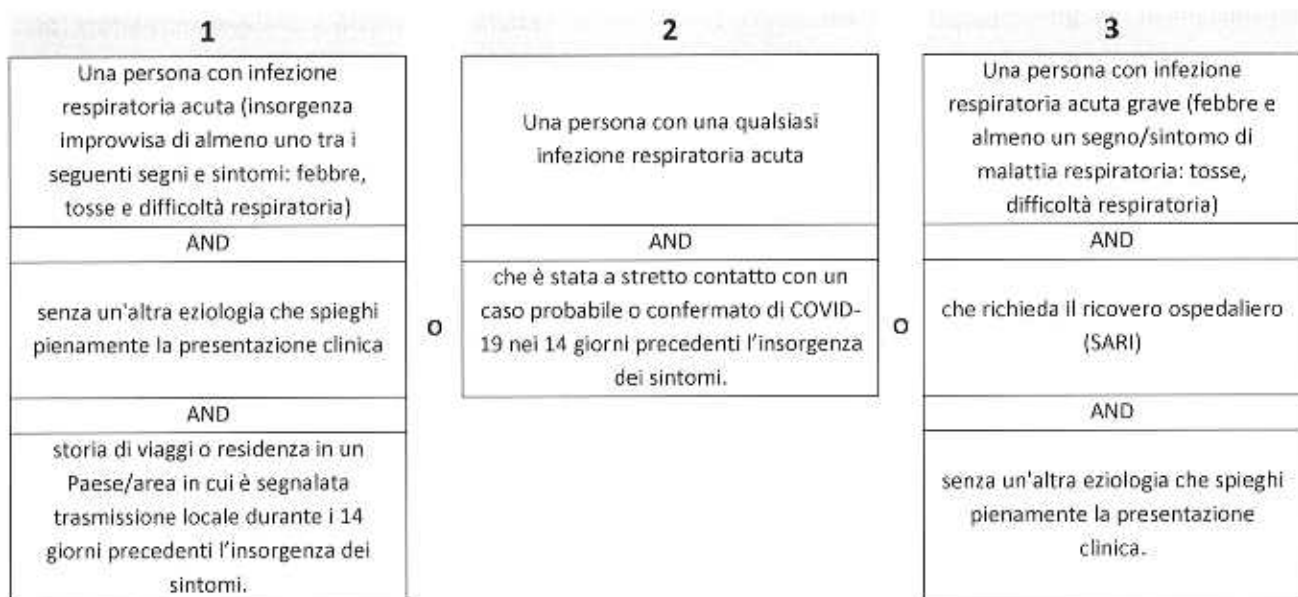 1
Una persona con infezione
respiratoria acuta (insorgenza
improvvisa di almeno uno tra i
seguenti segni e sintomi: febbre,
tosse e difficoltà respiratoria)
AND
senza un'altra eziologia che spieghi
pienamente la presentazione clinica
AND
storia di viaggi o residenza in un
Paese/area in cui è segnalata
trasmissione locale durante i 14
giorni precedenti l'insorgenza dei
sintomi.
O
2
Una persona con una qualsiasi
infezione respiratoria acuta
AND
che è stata a stretto contatto con un
caso probabile o confermato di COVID-
19 nei 14 giorni precedenti l'insorgenza
dei sintomi.
O
3
Una persona con infezione
respiratoria acuta grave (febbre e
almeno un segno/sintomo di
malattia respiratoria: tosse,
difficoltà respiratoria)
AND
che richieda il ricovero ospedaliero
(SARI)
AND
senza un'altra eziologia che spieghi
pienamente la presentazione
clinica.